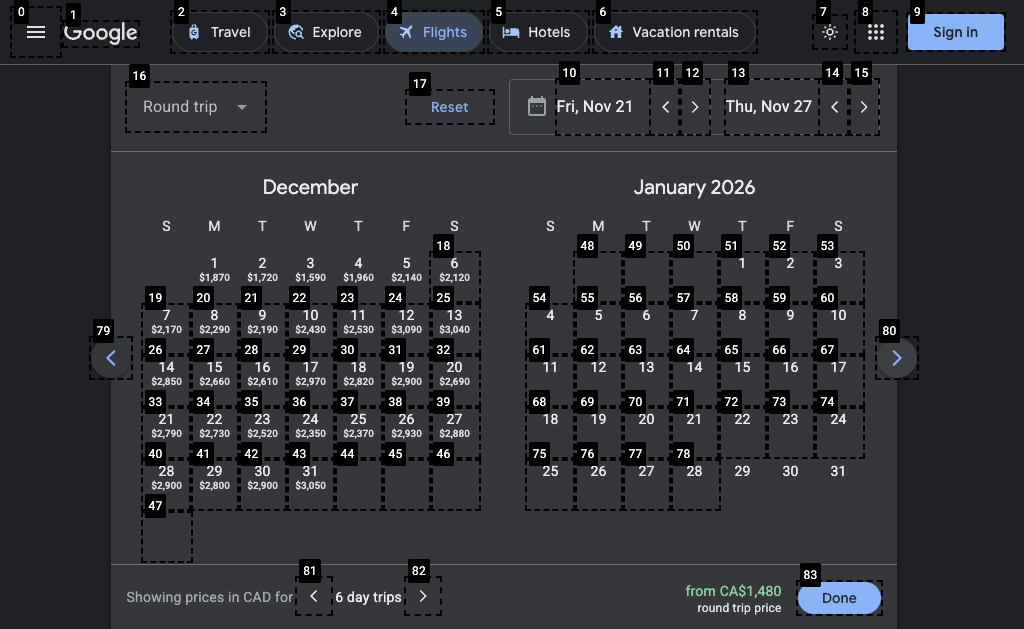 Google
Travel
Explore
Flights
Hotels
Vacation rentals
Sign in
0 1 2 3 4 5 6 7 8 9
16 17 10 11 12 13 14 15
Round trip
Reset
Fri, Nov 21
Thu, Nov 27
December
S M T W T F S
18
1 2 3 4 5 6
$1,870 $1,720 $1,590 $1,960 $2,140 $2,120
19 20 21 22 23 24 25
7 8 9 10 11 12 13
$2,170 $2,290 $2,190 $2,430 $2,530 $3,090 $3,040
26 27 28 29 30 31 32
14 15 16 17 18 19 20
$2,850 $2,660 $2,610 $2,970 $2,820 $2,900 $2,690
33 34 35 36 37 38 39
21 22 23 24 25 26 27
$2,790 $2,730 $2,520 $2,350 $2,370 $2,930 $2,880
40 41 42 43 44 45 46
28 29 30 31
$2,900 $2,800 $2,900 $3,050
47
January 2026
S M T W T F S
48 49 50 51 52 53
1 2 3
54 55 56 57 58 59 60
4 5 6 7 8 9 10
61 62 63 64 65 66 67
11 12 13 14 15 16 17
68 69 70 71 72 73 74
18 19 20 21 22 23 24
75 76 77 78
25 26 27 28 29 30 31
79 80
81 82 83
Showing prices in CAD for
6 day trips
from CA$1,480
round trip price
Done